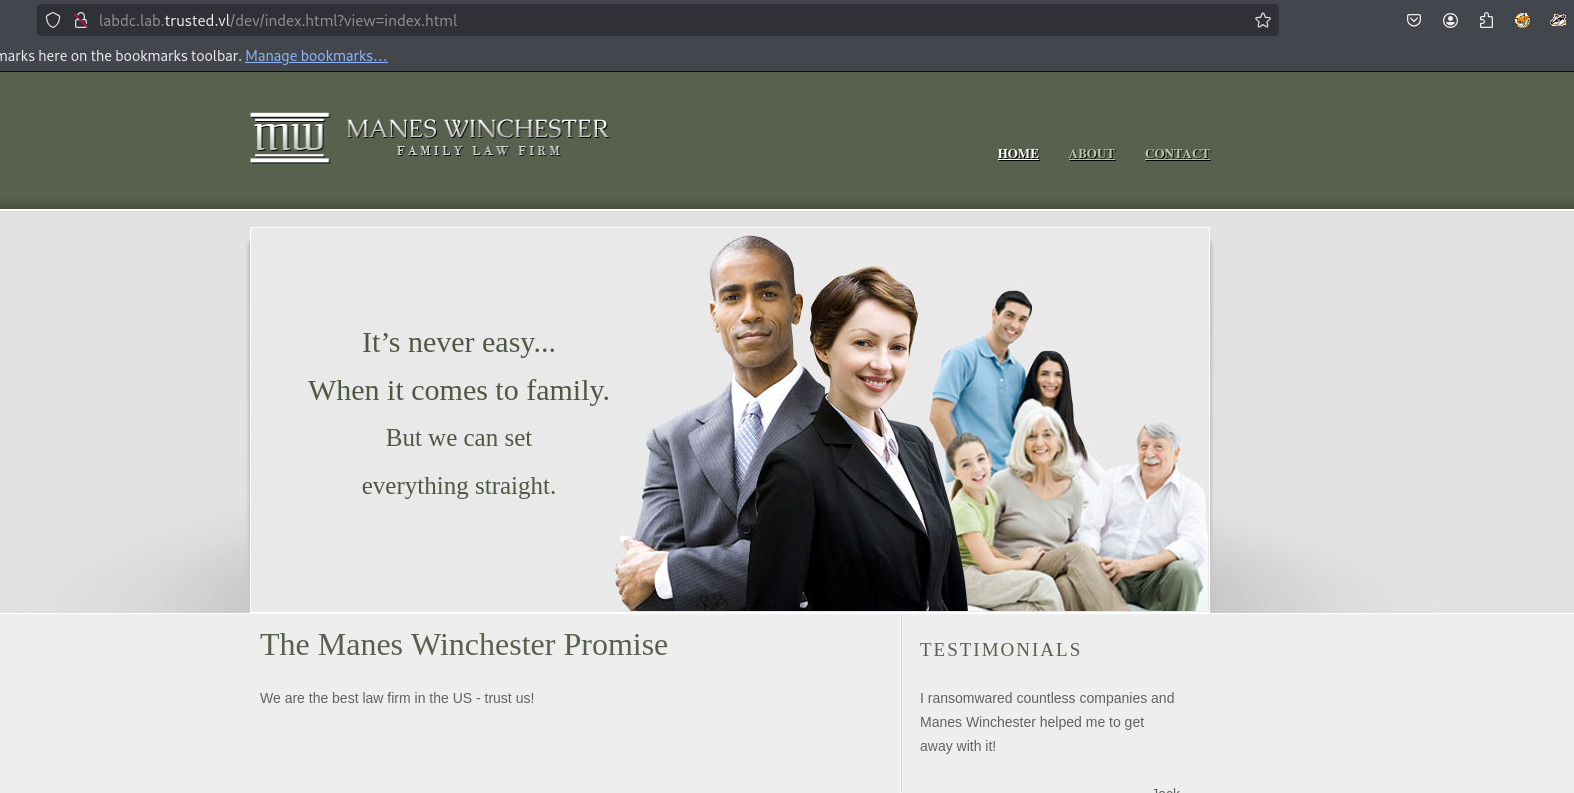 labdc.lab.trusted.vl/dev/index.html?view=index.html
marks here on the bookmarks toolbar. Manage bookmarks...
mw MANES WINCHESTER
FAMILY LAW FIRM
HOME ABOUT CONTACT
It’s never easy...
When it comes to family.
But we can set
everything straight.
The Manes Winchester Promise
We are the best law firm in the US - trust us!
TESTIMONIALS
I ransomwared countless companies and
Manes Winchester helped me to get
away with it!